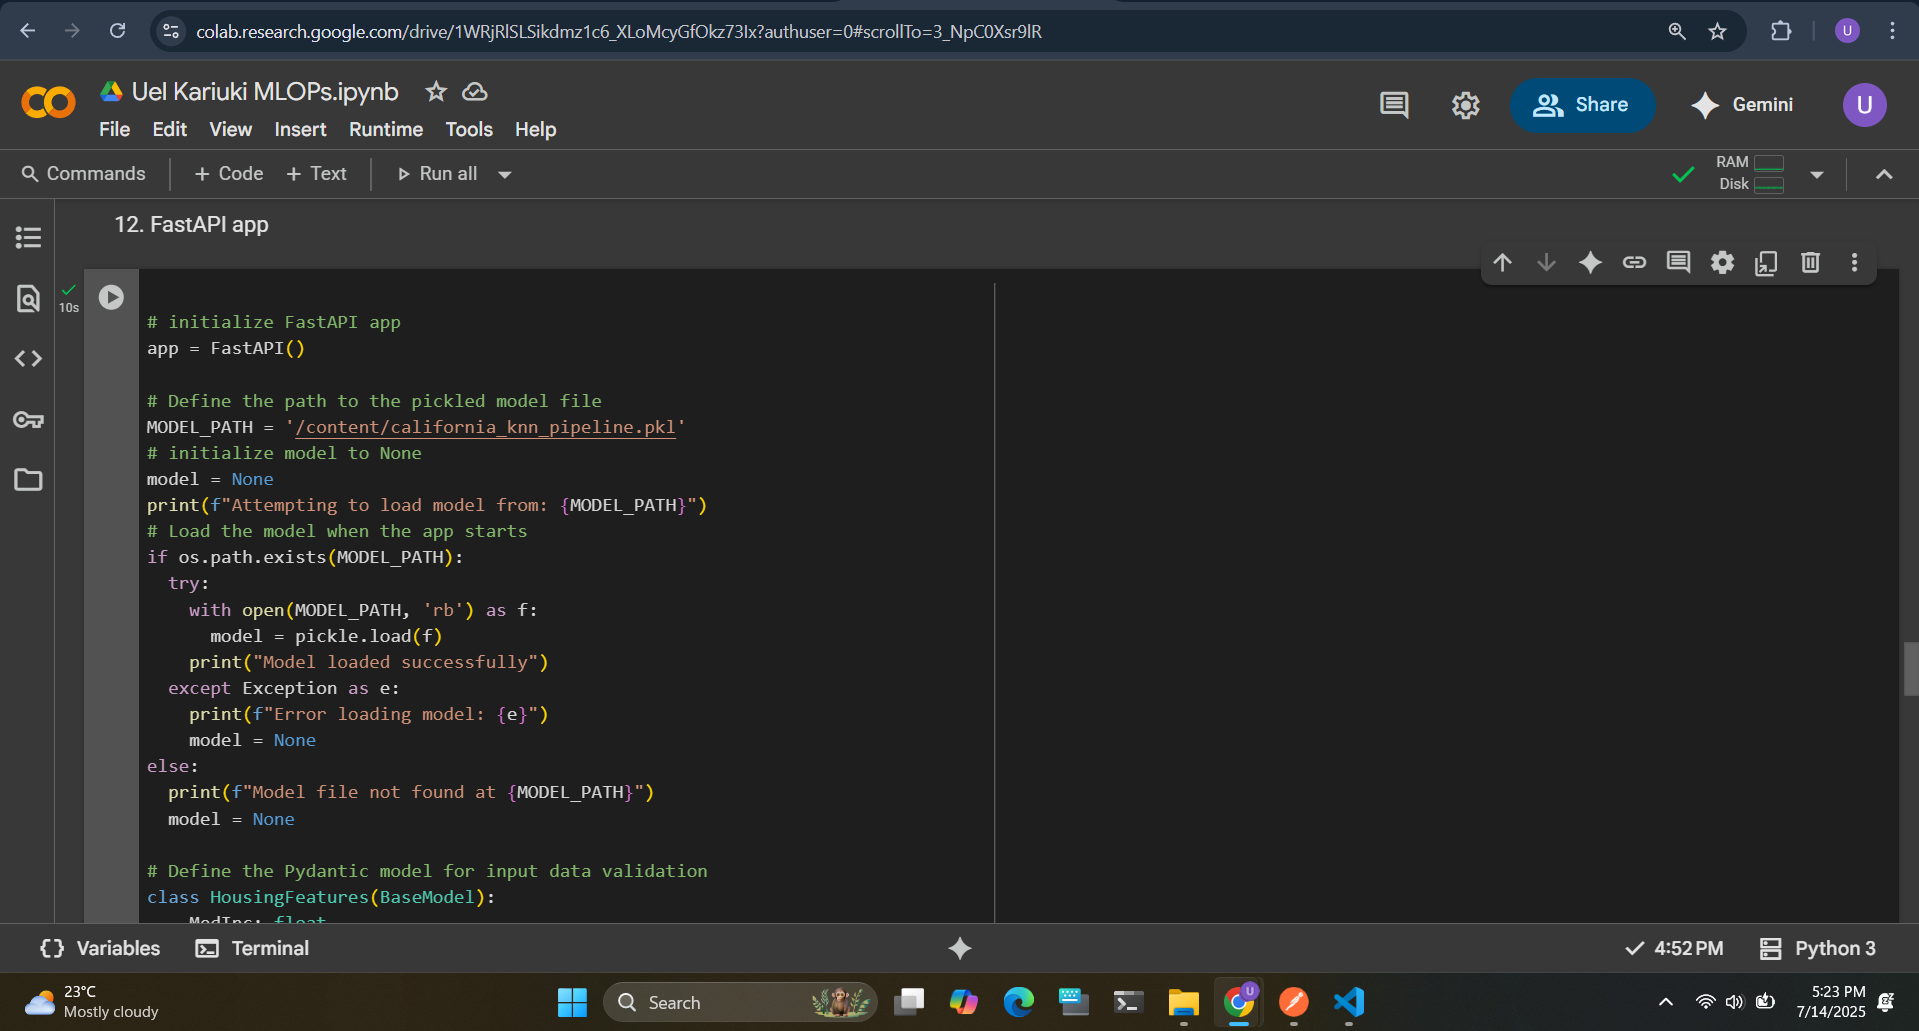 colab.research.google.com/drive/1WRjRlSLSikdmz1c6_XLoMcyGfOkz73Ix?authuser=0#scrollTo=3_NpC0Xsr9lR
U
Uel Kariuki MLOPs.ipynb
File Edit View Insert Runtime Tools Help
Share
Gemini
U
Commands + Code + Text Run all
RAM
Disk
12. FastAPI app
10s
# initialize FastAPI app
app = FastAPI()
# Define the path to the pickled model file
MODEL_PATH = '/content/california_knn_pipeline.pkl'
# initialize model to None
model = None
print(f"Attempting to load model from: {MODEL_PATH}")
# Load the model when the app starts
if os.path.exists(MODEL_PATH):
  try:
    with open(MODEL_PATH, 'rb') as f:
      model = pickle.load(f)
    print("Model loaded successfully")
  except Exception as e:
    print(f"Error loading model: {e}")
    model = None
else:
  print(f"Model file not found at {MODEL_PATH}")
  model = None
# Define the Pydantic model for input data validation
class HousingFeatures(BaseModel):
    MedInc: float
{} Variables Terminal
4:52 PM Python 3
23°C
Mostly cloudy
Search
U
5:23 PM
7/14/2025